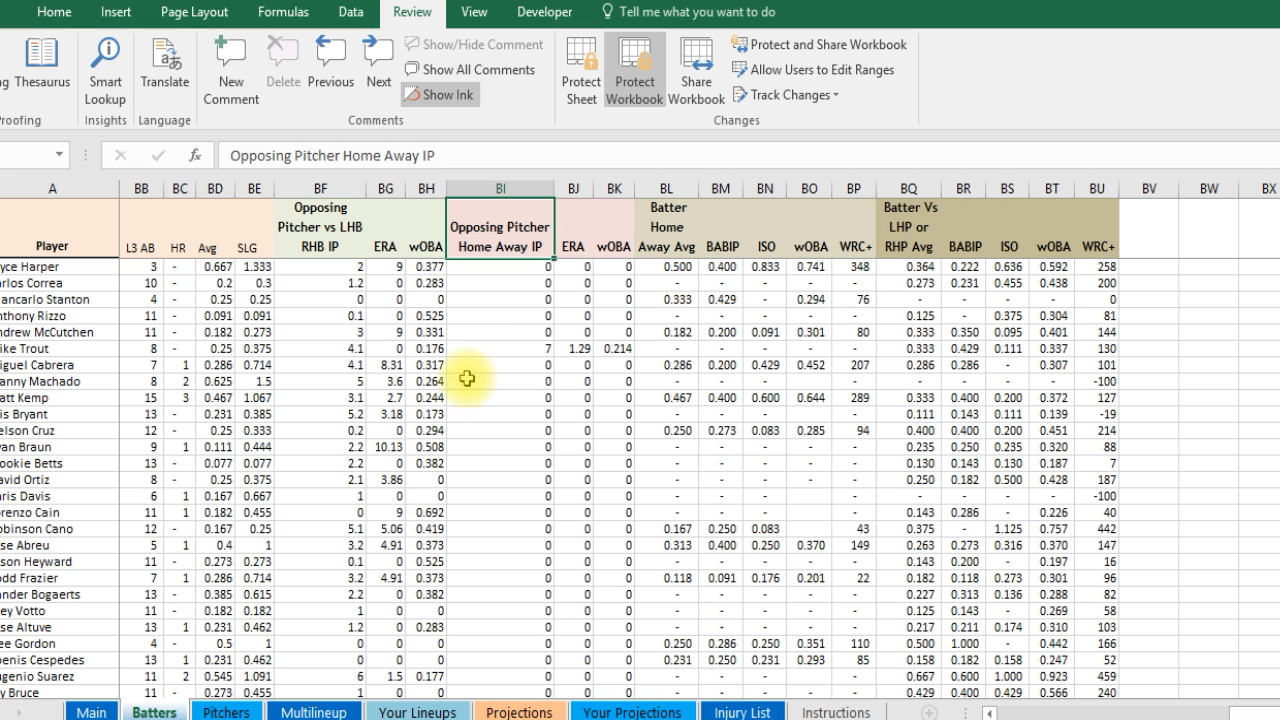 Home Insert Page Layout Formulas Data Review View Developer Tell me what you want to do
Thesaurus Smart Lookup Translate New Comment Delete Previous Next Show/Hide Comment Show All Comments Show Ink Protect Sheet Protect Workbook Share Workbook Protect and Share Workbook Allow Users to Edit Ranges Track Changes
roofing Insights Language Comments Changes
fx Opposing Pitcher Home Away IP
A BB BC BD BE BF BG BH BI BJ BK BL BM BN BO BP BQ BR BS BT BU BV BW BX
Player L3 AB HR Avg SLG Opposing Pitcher vs LHB RHB IP ERA wOBA Opposing Pitcher Home Away IP ERA wOBA Batter Home Away Avg BABIP ISO wOBA WRC+ Batter Vs LHP or RHP Avg BABIP ISO wOBA WRC+
yce Harper 3 - 0.667 1.333 2 9 0.377 0 0 0 0.500 0.400 0.833 0.741 348 0.364 0.222 0.636 0.592 258
arlos Correa 10 - 0.2 0.3 1.2 0 0.283 0 0 0 - - - - - 0.273 0.231 0.455 0.438 200
ancarlo Stanton 4 - 0.25 0.25 0 0 0 0 0 0 0.333 0.429 - 0.294 76 - - - - 0
nthony Rizzo 11 - 0.091 0.091 0.1 0 0.525 0 0 0 - - - - - 0.125 - 0.375 0.304 81
ndrew McCutchen 11 - 0.182 0.273 3 9 0.331 0 0 0 0.182 0.200 0.091 0.301 80 0.333 0.350 0.095 0.401 144
ike Trout 8 - 0.25 0.375 4.1 0 0.176 7 1.29 0.214 - - - - - 0.333 0.429 0.111 0.337 130
iguel Cabrera 7 1 0.286 0.714 4.1 8.31 0.317 0 0 0 0.286 0.200 0.429 0.452 207 0.286 0.286 - 0.307 101
anny Machado 8 2 0.625 1.5 5 3.6 0.264 0 0 0 - - - - - - - - - -100
att Kemp 15 3 0.467 1.067 3.1 2.7 0.244 0 0 0 0.467 0.400 0.600 0.644 289 0.333 0.400 0.200 0.372 127
is Bryant 13 - 0.231 0.385 5.2 3.18 0.173 0 0 0 - - - - - 0.111 0.143 0.111 0.139 -19
elson Cruz 12 - 0.25 0.333 0.2 0 0.294 0 0 0 0.250 0.273 0.083 0.285 94 0.400 0.400 0.200 0.451 214
yan Braun 9 1 0.111 0.444 2.2 10.13 0.508 0 0 0 - - - - - 0.235 0.250 0.235 0.320 88
ookie Betts 13 - 0.077 0.077 2.2 0 0.382 0 0 0 - - - - - 0.130 0.143 0.130 0.187 7
avid Ortiz 8 - 0.25 0.375 2.1 3.86 0 0 0 0 - - - - - 0.250 0.182 0.500 0.428 187
hris Davis 6 1 0.167 0.667 1 0 0 0 0 0 - - - - - - - - - -100
orenzo Cain 11 1 0.182 0.455 0 9 0.692 0 0 0 - - - - - 0.143 0.286 - 0.226 40
obinson Cano 12 - 0.167 0.25 5.1 5.06 0.419 0 0 0 0.167 0.250 0.083 43 0.375 - 1.125 0.757 442
ose Abreu 5 1 0.4 1 3.2 4.91 0.373 0 0 0 0.313 0.400 0.250 0.370 149 0.263 0.273 0.316 0.370 147
son Heyward 11 - 0.273 0.273 0.1 0 0.525 0 0 0 - - - - - 0.143 0.200 - 0.197 16
odd Frazier 7 1 0.286 0.714 3.2 4.91 0.373 0 0 0 0.118 0.091 0.176 0.201 22 0.182 0.118 0.273 0.301 96
ander Bogaerts 13 - 0.385 0.615 2.2 0 0.382 0 0 0 - - - - - 0.227 0.313 0.136 0.288 82
ey Votto 11 - 0.182 0.182 1 0 0 0 0 0 - - - - - 0.125 0.143 - 0.269 58
ose Altuve 13 1 0.231 0.462 1.2 0 0.283 0 0 0 - - - - - 0.217 0.211 0.174 0.310 103
ee Gordon 4 - 0.5 1 0 0 0 0 0 0 0.250 0.286 0.250 0.351 110 0.500 1.000 - 0.442 166
oenis Cespedes 13 1 0.231 0.462 0 0 0 0 0 0 0.231 0.250 0.231 0.293 85 0.158 0.182 0.158 0.247 52
ugenio Suarez 11 2 0.545 1.091 6 1.5 0.177 0 0 0 - - - - - 0.667 0.600 1.000 0.923 459
y Bruce 11 - 0.273 0.455 1 0 0 0 0 0 - - - - - 0.429 0.400 0.429 0.566 240
Main Batters Pitchers Multilineup Your Lineups Projections Your Projections Injury List Instructions